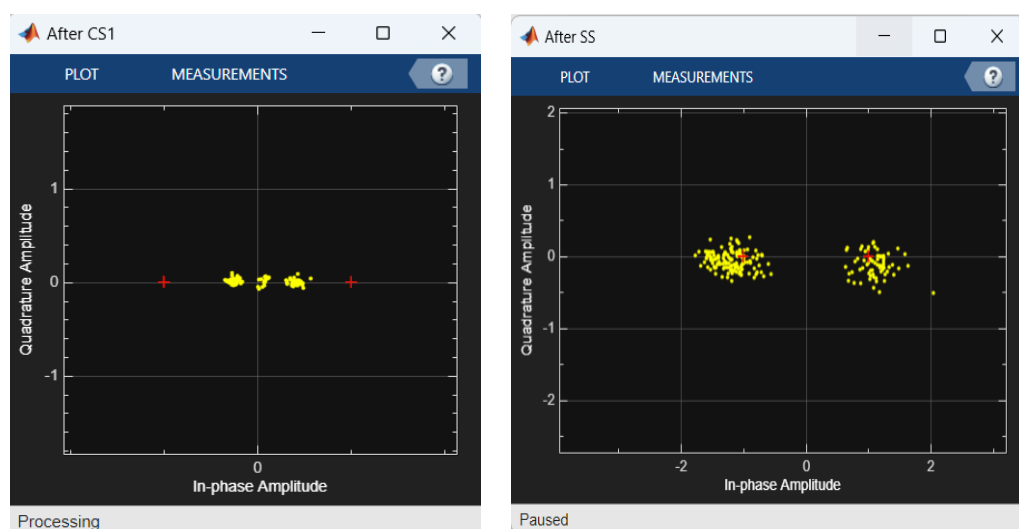 After CS1
PLOT MEASUREMENTS ?
1
0
-1
Quadrature Amplitude
0
In-phase Amplitude
Processing
After SS
PLOT MEASUREMENTS ?
2
1
0
-1
-2
Quadrature Amplitude
-2 0 2
In-phase Amplitude
Paused